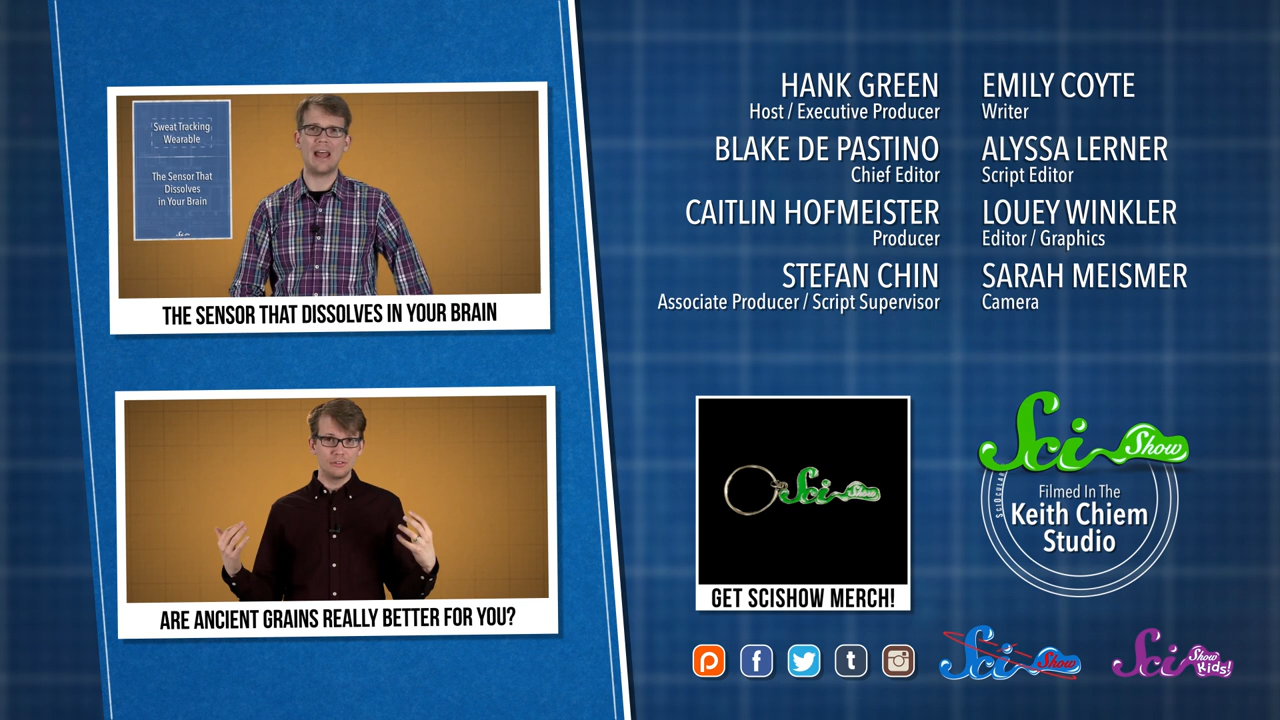 Sweat Tracking
Wearable
The Sensor That
Dissolves
in Your Brain
Sci
THE SENSOR THAT DISSOLVES IN YOUR BRAIN
ARE ANCIENT GRAINS REALLY BETTER FOR YOU?
HANK GREEN
Host / Executive Producer
BLAKE DE PASTINO
Chief Editor
CAITLIN HOFMEISTER
Producer
STEFAN CHIN
Associate Producer / Script Supervisor
EMILY COYTE
Writer
ALYSSA LERNER
Script Editor
LOUEY WINKLER
Editor / Graphics
SARAH MEISMER
Camera
Sci Show
GET SCISHOW MERCH!
Sci Show
Filmed In The
Keith Chiem
Studio
Sci Show
Sci Show Kids!